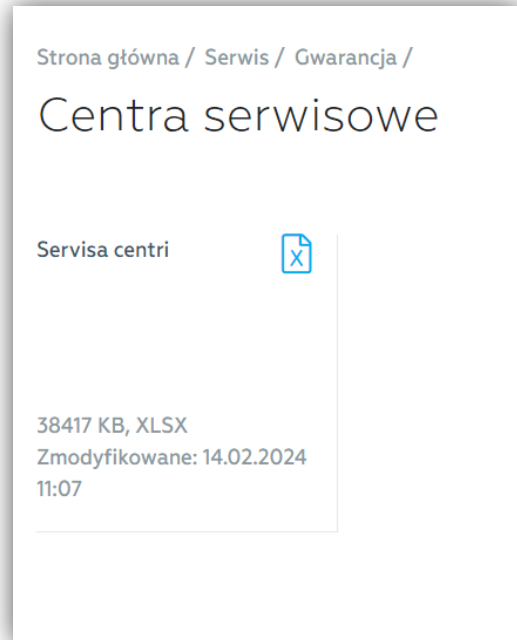 Strona główna / Serwis / Gwarancja /
Centra serwisowe
Servisa centri
X
38417 KB, XLSX
Zmodyfikowane: 14.02.2024
11:07